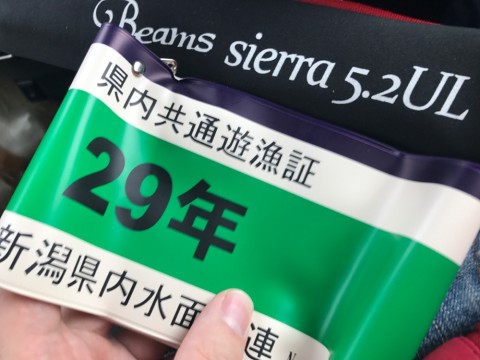 Beams sierra 5.2UL
県内共通遊漁証
29年
新潟県内水面 連